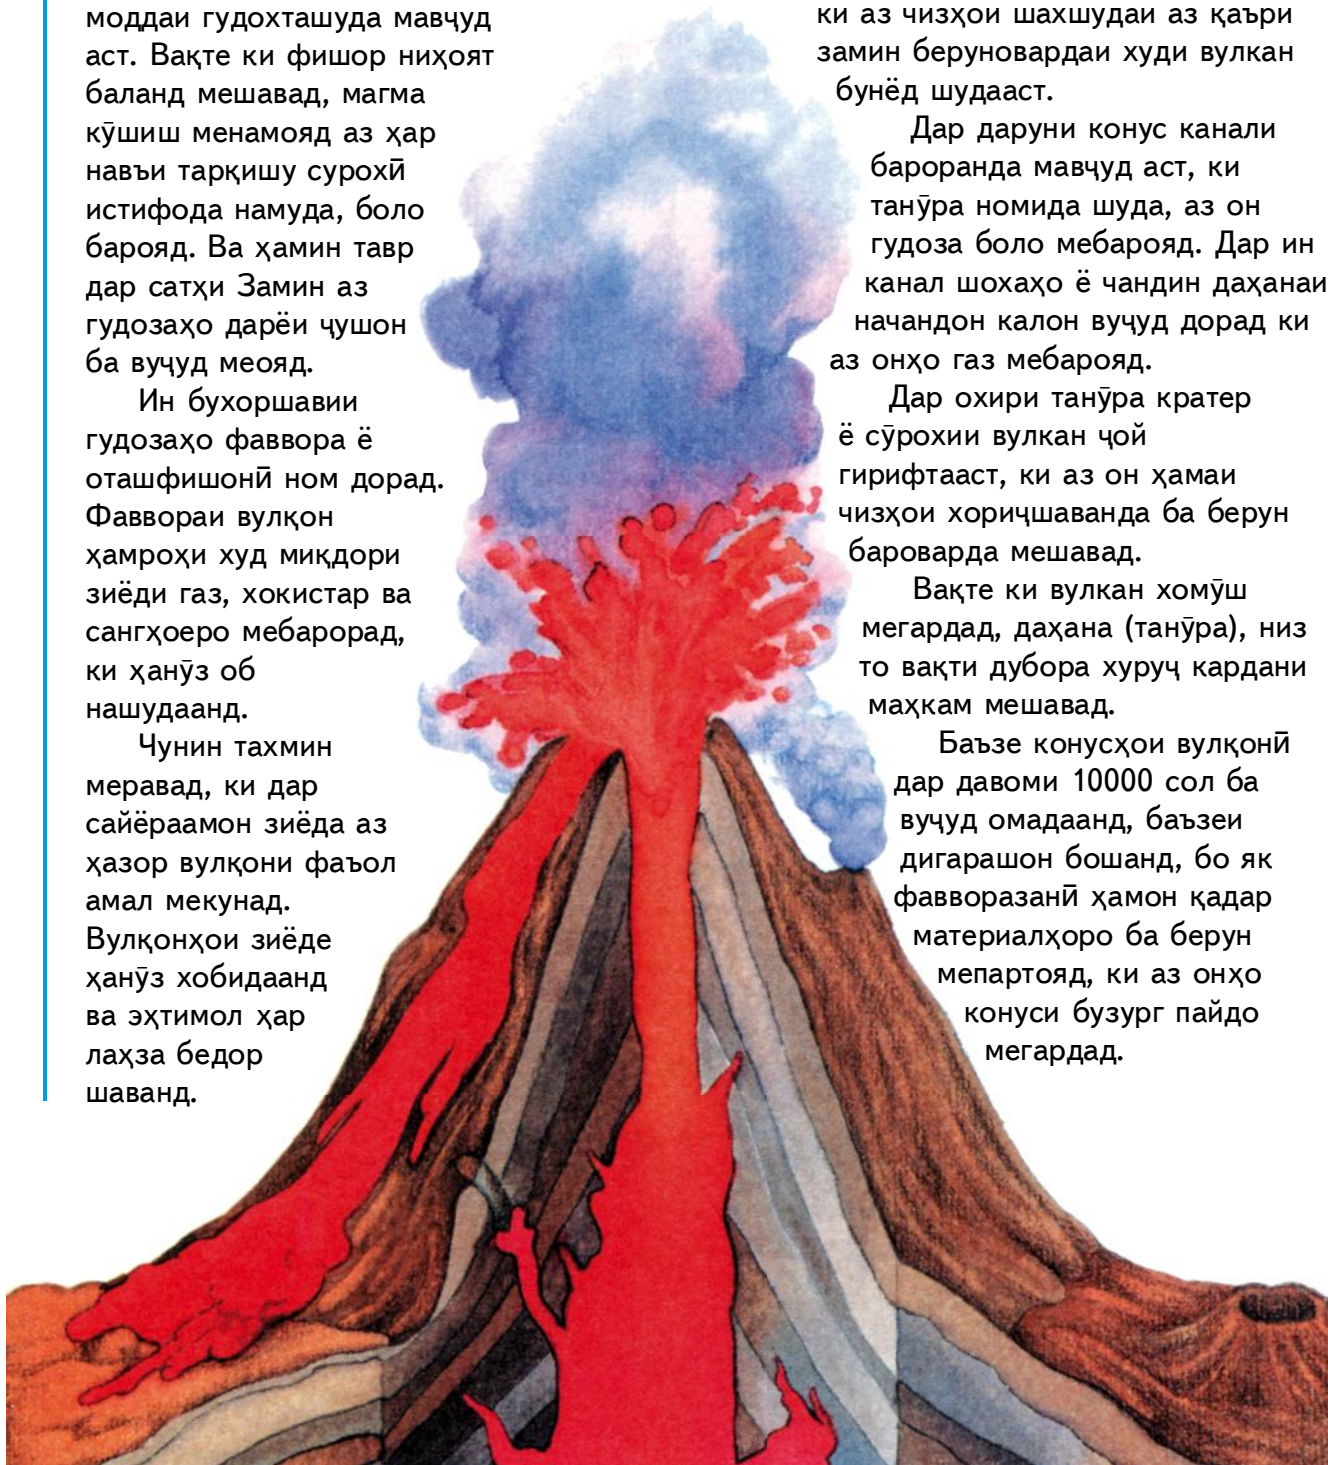 моддаи гудохташуда мавҷуд
аст. Вақте ки фишор ниҳоят
баланд мешавад, магма
кӯшиш менамояд аз ҳар
навъи тарқишу сурохӣ
истифода намуда, боло
барояд. Ва ҳамин тавр
дар сатҳи Замин аз
гудозаҳо дарёи ҷушон
ба вуҷуд меояд.
Ин бухоршавии
гудозаҳо фаввора ё
оташфишонӣ ном дорад.
Фаввораи вулқон
ҳамроҳи худ миқдори
зиёди газ, хокистар ва
сангҳоеро мебарорад,
ки ҳанӯз об
нашудаанд.
Чунин тахмин
меравад, ки дар
сайёраамон зиёда аз
ҳазор вулқони фаъол
амал мекунад.
Вулқонҳои зиёде
ҳанӯз хобидаанд
ва эҳтимол ҳар
лаҳза бедор
шаванд.
ки аз чизҳои шахшудаи аз қаъри
замин беруновардаи худи вулкан
бунёд шудааст.
Дар даруни конус канали
бароранда мавҷуд аст, ки
танӯра номида шуда, аз он
гудоза боло мебарояд. Дар ин
канал шохаҳо ё чандин даҳанаи
начандон калон вуҷуд дорад ки
аз онҳо газ мебарояд.
Дар охири танӯра кратер
ё сӯрохии вулкан ҷой
гирифтааст, ки аз он ҳамаи
чизҳои хориҷшаванда ба берун
бароварда мешавад.
Вақте ки вулкан хомӯш
мегардад, даҳана (танӯра), низ
то вақти дубора хуруҷ кардани
маҳкам мешавад.
Баъзе конусҳои вулқонӣ
дар давоми 10000 сол ба
вуҷуд омадаанд, баъзеи
дигарашон бошанд, бо як
фавворазанӣ ҳамон қадар
материалҳоро ба берун
мепартояд, ки аз онҳо
конуси бузург пайдо
мегардад.